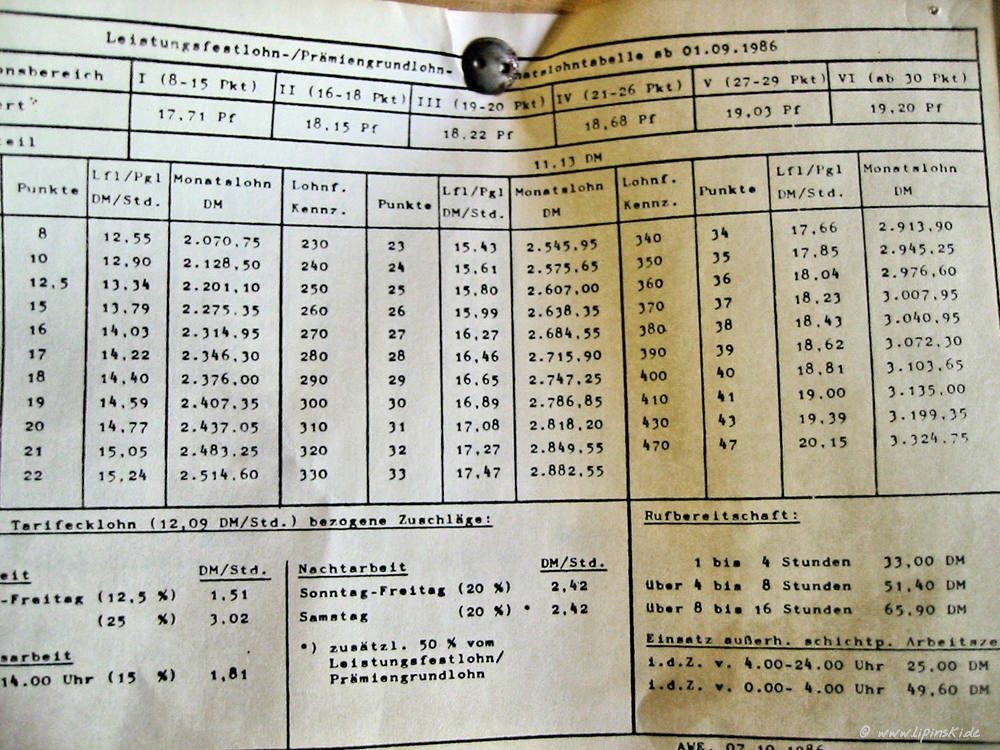 Leistungsfestlohn-/Prämiengrundlohn- natslohntabelle ab 01.09.1986
onsbereich I (8-15 Pkt) II (16-18 Pkt) III (19-20 Pkt) IV (21-26 Pkt) V (27-29 Pkt) VI (ab 30 Pkt)
ert 17,71 Pf 18,15 Pf 18,22 Pf 18,68 Pf 19,03 Pf 19,20 Pf
eil 11,13 DM
Punkte Lfl/Pgl DM/Std. Monatslohn DM Lohnf. Kennz. Punkte Lfl/Pgl DM/Std. Monatslohn DM Lohnf. Kennz. Punkte Lfl/Pgl DM/Std. Monatslohn DM
8 12,55 2.070,75 230 23 15,43 2.545,95 340 34 17,66 2.913,90
10 12,90 2.128,50 240 24 15,61 2.575,65 350 35 17,85 2.945,25
12,5 13,34 2.201,10 250 25 15,80 2.607,00 360 36 18,04 2.976,60
15 13,79 2.275,35 260 26 15,99 2.638,35 370 37 18,23 3.007,95
16 14,03 2.314,95 270 27 16,27 2.684,55 380 38 18,43 3.040,95
17 14,22 2.346,30 280 28 16,46 2.715,90 390 39 18,62 3.072,30
18 14,40 2.376,00 290 29 16,65 2.747,25 400 40 18,81 3.103,65
19 14,59 2.407,35 300 30 16,89 2.786,85 410 41 19,00 3.135,00
20 14,77 2.437,05 310 31 17,08 2.818,20 430 43 19,39 3.199,35
21 15,05 2.483,25 320 32 17,27 2.849,55 470 47 20,15 3.324,75
22 15,24 2.514,60 330 33 17,47 2.882,55
Tarifecklohn (12,09 DM/Std.) bezogene Zuschläge:
eit DM/Std.
-Freitag (12,5 %) 1,51
(25 %) 3,02
sarbeit
14.00 Uhr (15 %) 1,81
Nachtarbeit DM/Std.
Sonntag-Freitag (20 %) 2,42
Samstag (20 %) * 2,42
*) zusätzl. 50 % vom
Leistungsfestlohn/
Prämiengrundlohn
Rufbereitschaft:
1 bis 4 Stunden 33,00 DM
Über 4 bis 8 Stunden 51,40 DM
Über 8 bis 16 Stunden 65,90 DM
Einsatz außerh. schichtp. Arbeitsze
i.d.Z. v. 4.00-24.00 Uhr 25,00 DM
i.d.Z. v. 0.00- 4.00 Uhr 49,60 DM
AWE, 07.10.1986
© www.lipinski.de